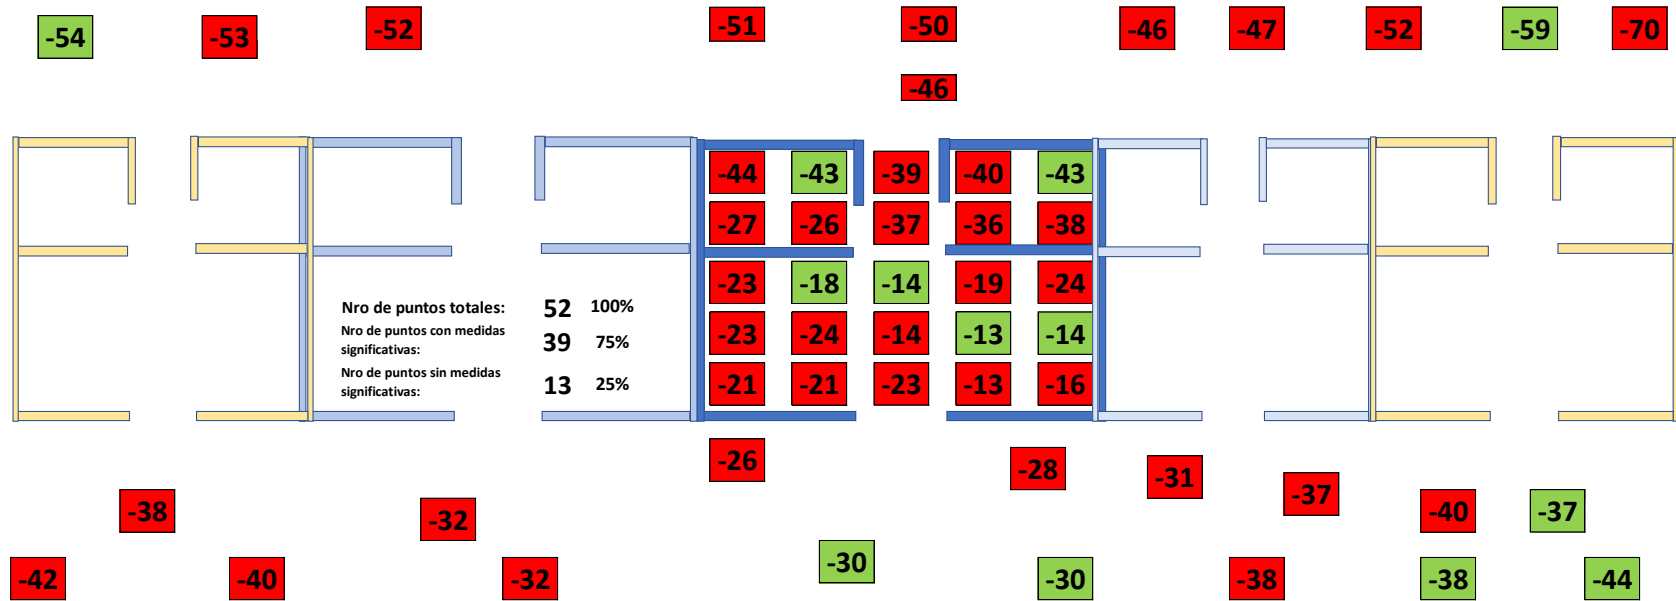 -54 -53 -52 -51 -50 -46 -47 -52 -59 -70
-46
-44 -43 -39 -40 -43
-27 -26 -37 -36 -38
-23 -18 -14 -19 -24
Nro de puntos totales: 52 100%
Nro de puntos con medidas
significativas: 39 75%
-23 -24 -14 -13 -14
Nro de puntos sin medidas
significativas: 13 25%
-21 -21 -23 -13 -16
-26 -28 -31 -37
-38 -32 -40 -37
-42 -40 -32 -30 -30 -38 -38 -44